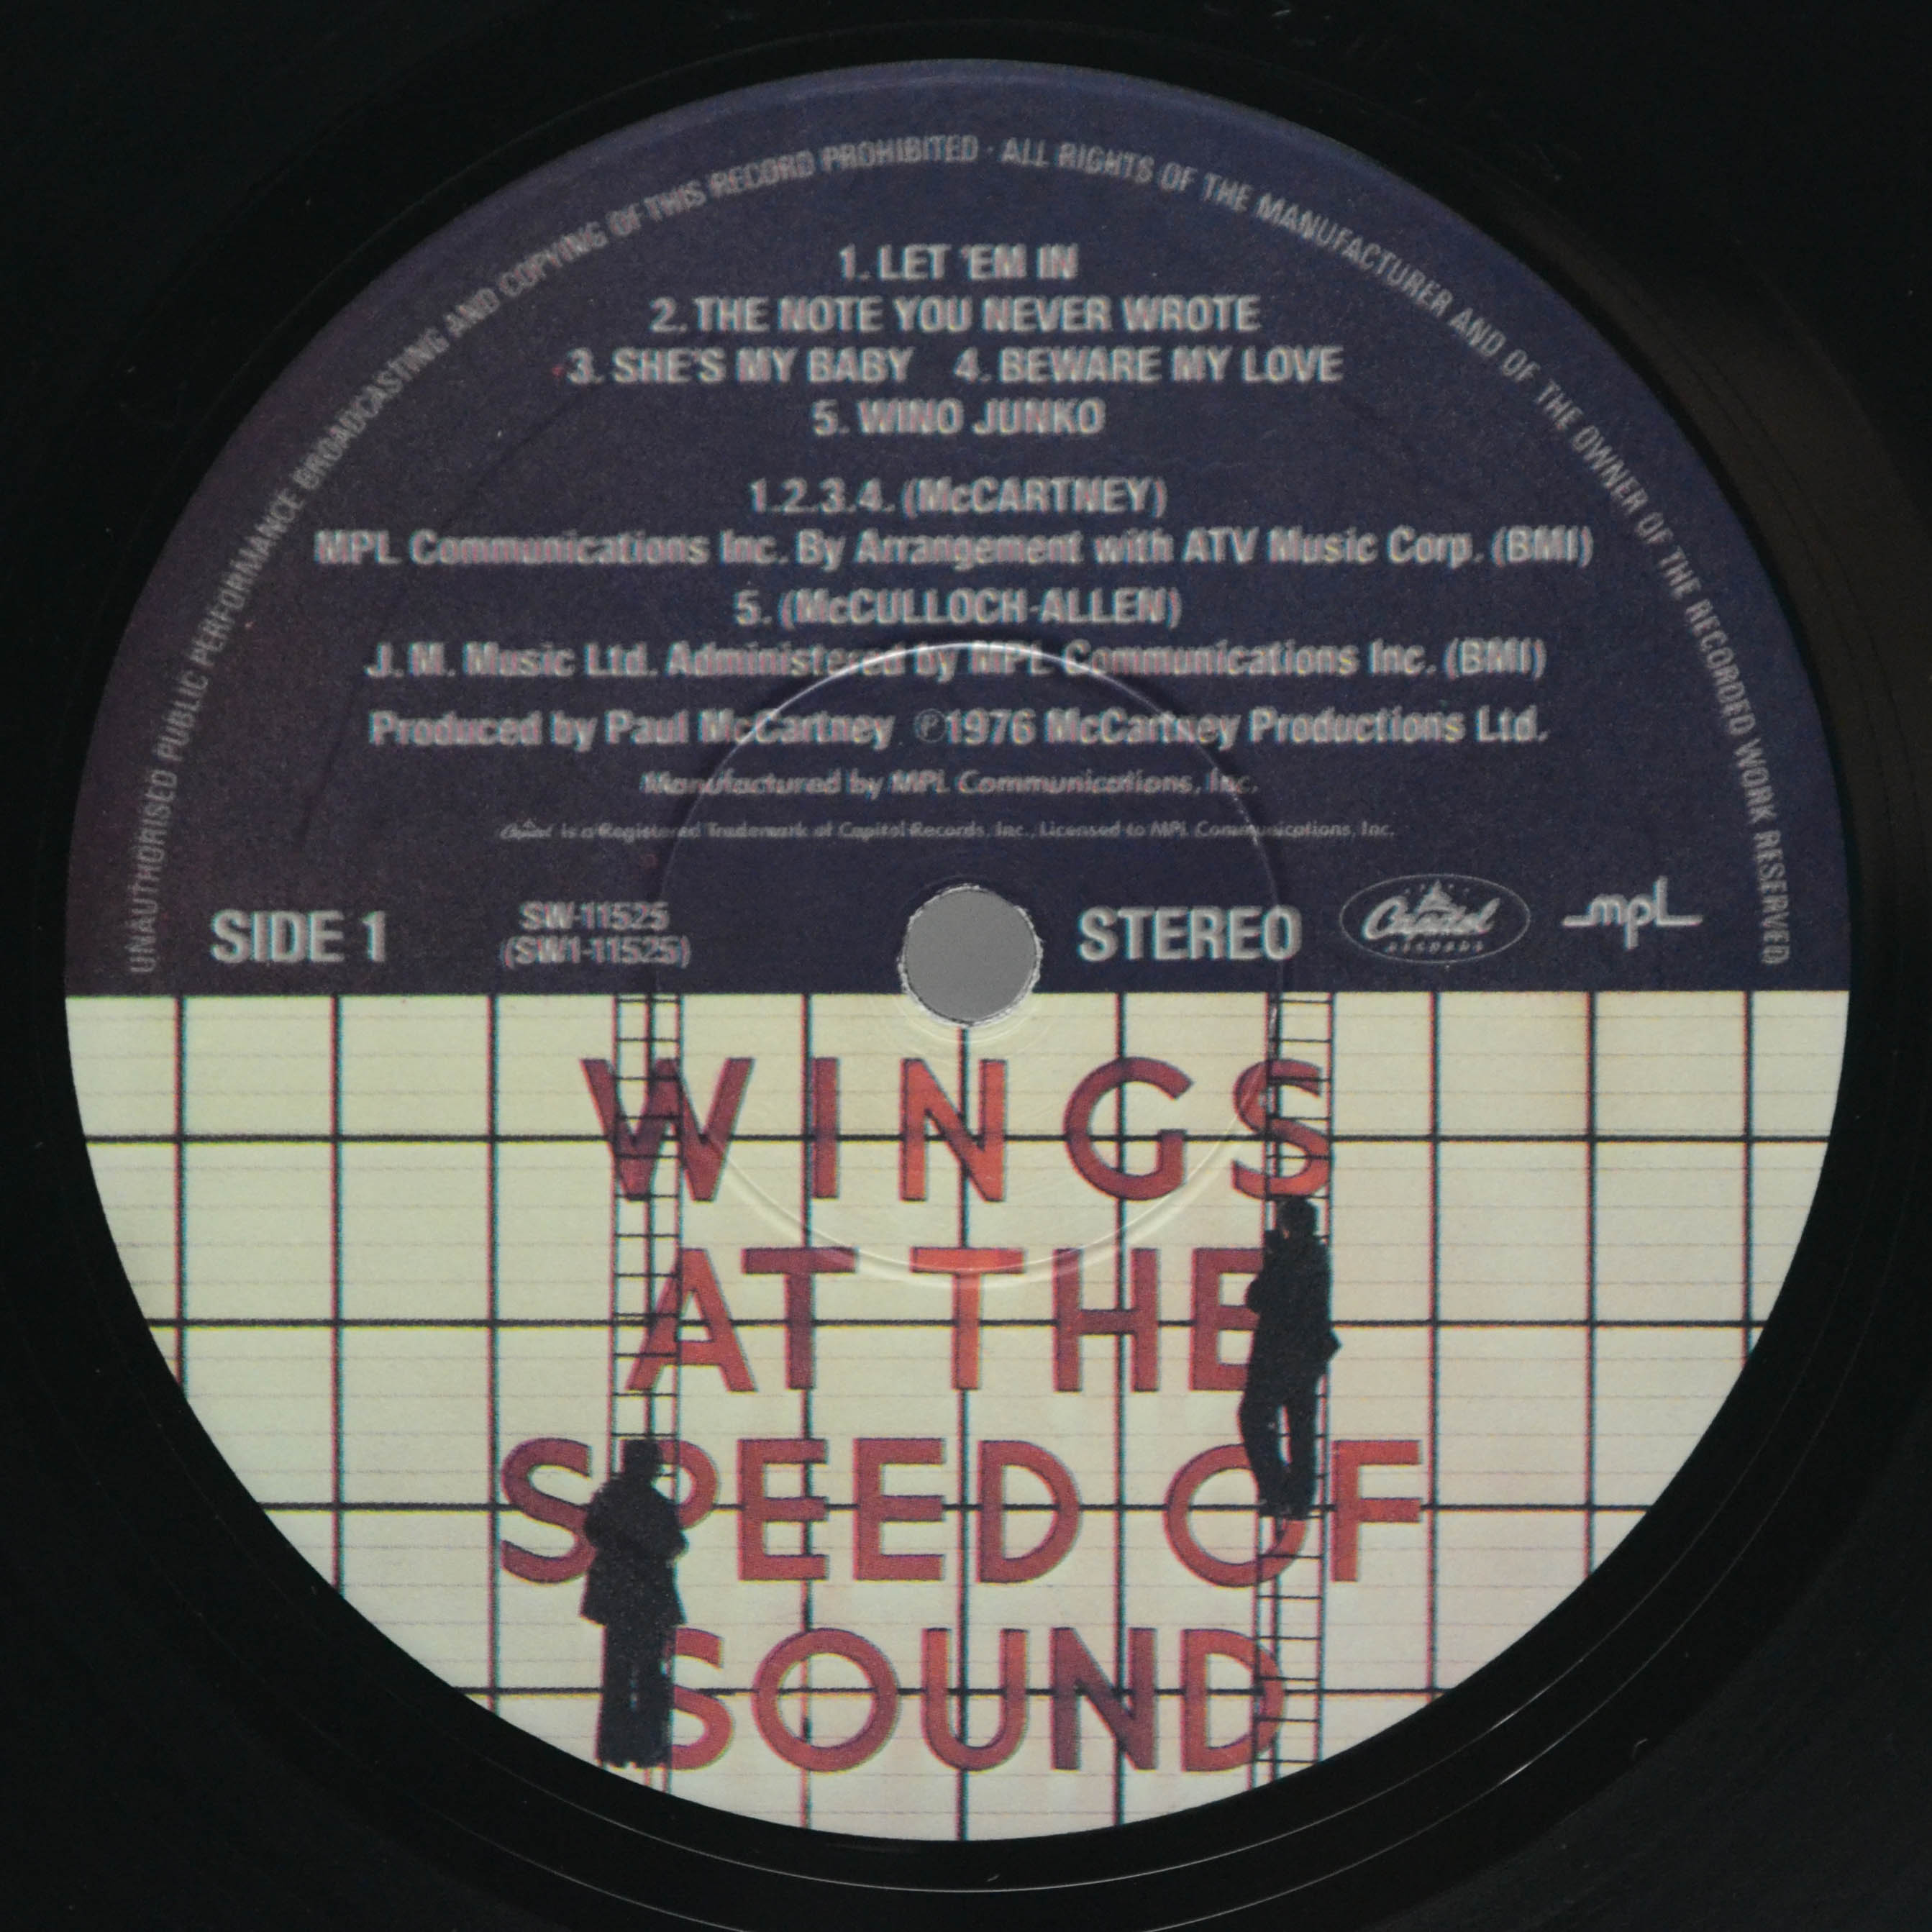 UNAUTHORISED PUBLIC PERFORMANCE BROADCASTING AND COPYING OF THIS RECORD PROHIBITED · ALL RIGHTS OF THE MANUFACTURER AND OF THE OWNER OF THE RECORDED WORK RESERVED
1. LET 'EM IN
2. THE NOTE YOU NEVER WROTE
3. SHE'S MY BABY 4. BEWARE MY LOVE
5. WINO JUNKO
1.2.3.4. (McCARTNEY)
MPL Communications Inc. By Arrangement with ATV Music Corp. (BMI)
5. (McCULLOCH-ALLEN)
J. M. Music Ltd. Administered by MPL Communications Inc. (BMI)
Produced by Paul McCartney ℗1976 McCartney Productions Ltd.
Manufactured by MPL Communications, Inc.
Capitol is a Registered Trademark of Capitol Records, Inc., Licensed to MPL Communications, Inc.
SIDE 1
SW-11525
(SW1-11525)
STEREO
Capitol
RECORDS
mpL
WINGS
AT THE
SPEED OF
SOUND